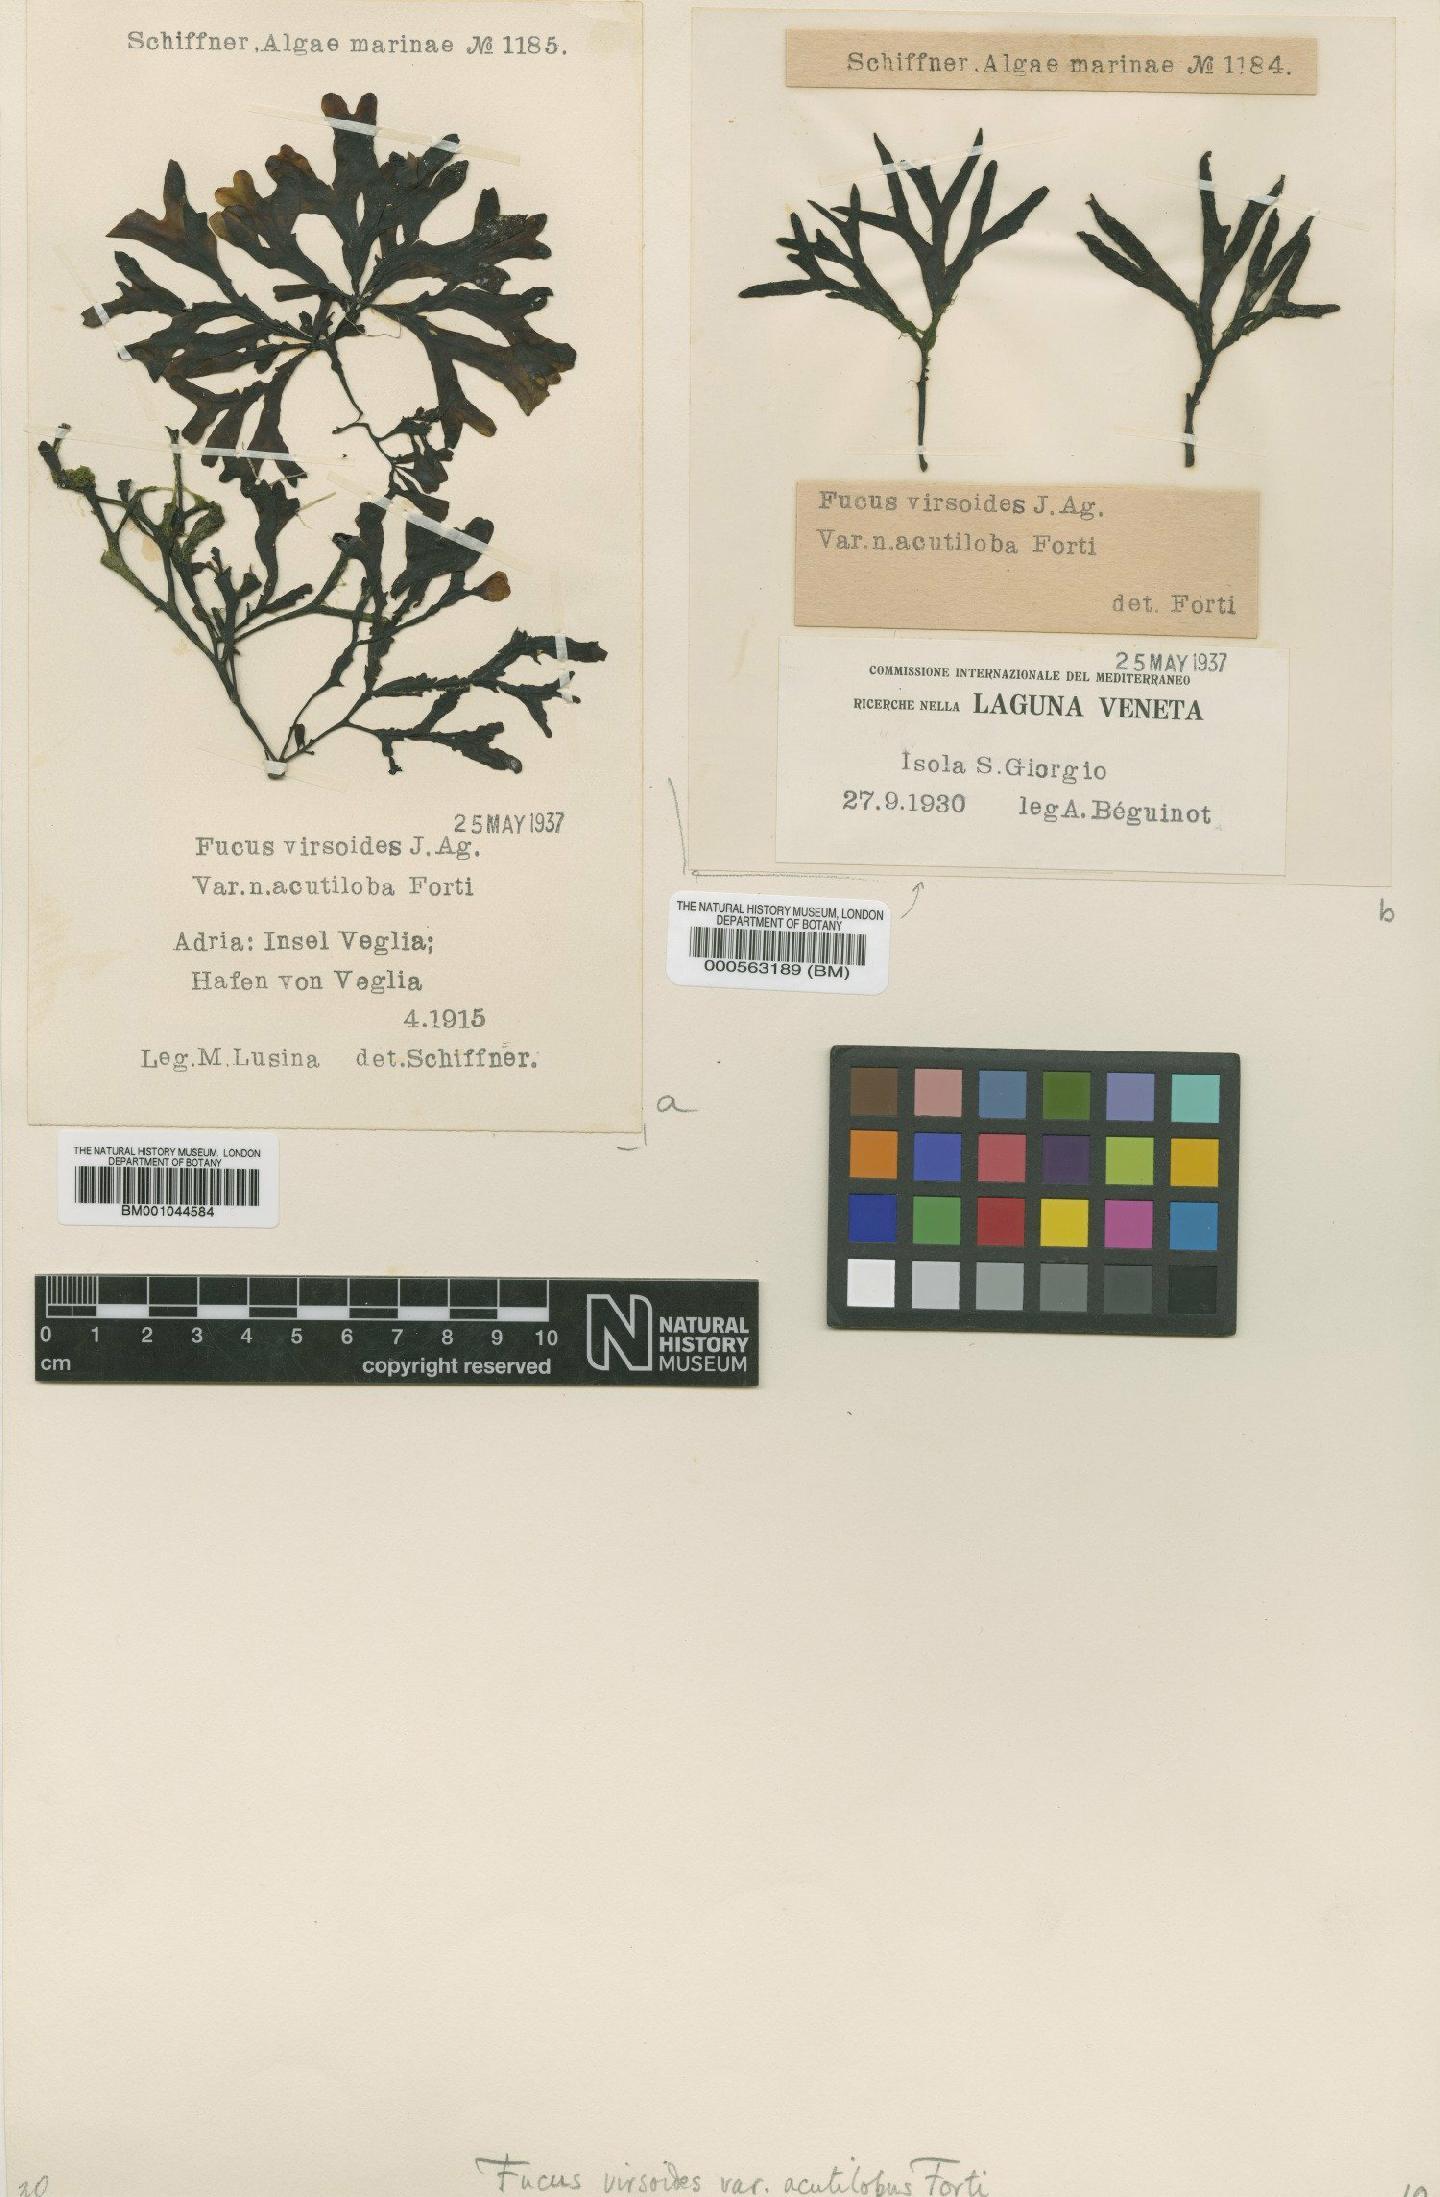 Schiffner.Algae marinae № 1185.
25 MAY 1937
Fucus virsoides J.Ag.
Var.n.acutiloba Forti
Adria: Insel Veglia;
Hafen von Veglia
4.1915
Leg.M.Lusina det.Schiffner.
a
THE NATURAL HISTORY MUSEUM, LONDON
DEPARTMENT OF BOTANY
BM001044584
Schiffner.Algae marinae № 1184.
Fucus virsoides J.Ag.
Var.n.acutiloba Forti
det. Forti
25 MAY 1937
COMMISSIONE INTERNAZIONALE DEL MEDITERRANEO
RICERCHE NELLA LAGUNA VENETA
Isola S.Giorgio
27.9.1930 leg A. Béguinot
b
THE NATURAL HISTORY MUSEUM, LONDON
DEPARTMENT OF BOTANY
000563189 (BM)
0 1 2 3 4 5 6 7 8 9 10
cm copyright reserved
NATURAL
HISTORY
MUSEUM
Fucus virsoides var. acutilobus Forti
20